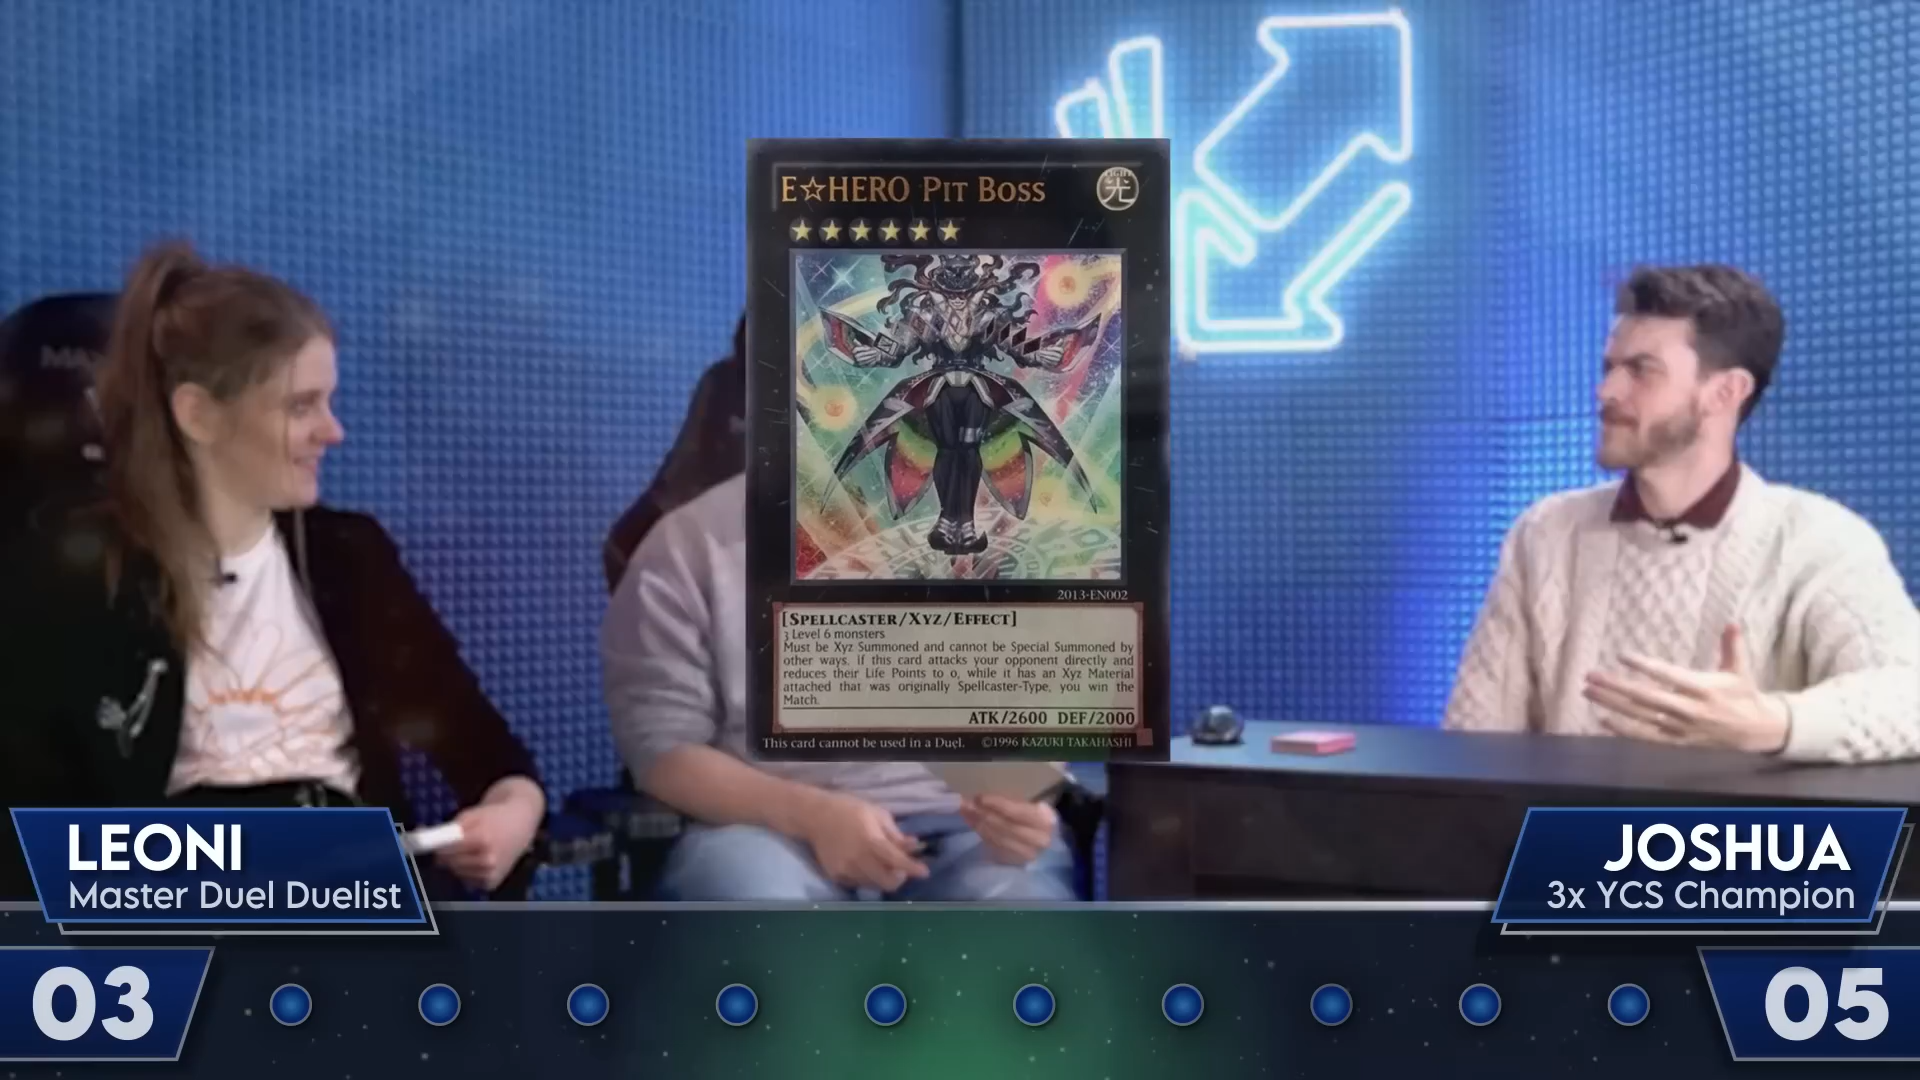 E☆HERO Pit Boss
LIGHT
光
2013-EN002
[Spellcaster/Xyz/Effect]
3 Level 6 monsters
Must be Xyz Summoned and cannot be Special Summoned by
other ways. If this card attacks your opponent directly and
reduces their Life Points to 0, while it has an Xyz Material
attached that was originally Spellcaster-Type, you win the
Match.
ATK/2600 DEF/2000
This card cannot be used in a Duel. ©1996 KAZUKI TAKAHASHI
LEONI
Master Duel Duelist
JOSHUA
3x YCS Champion
03
05